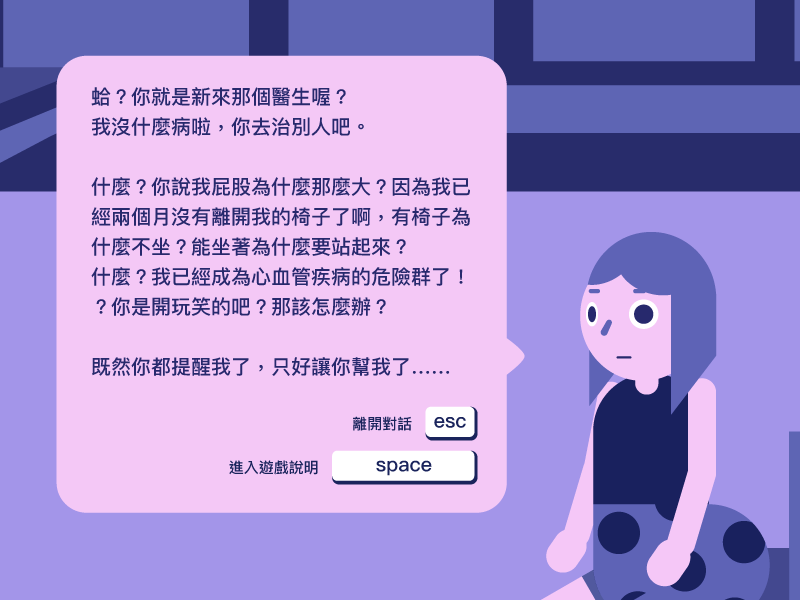 蛤？你就是新來那個醫生喔？
我沒什麼病啦，你去治別人吧。
什麼？你說我屁股為什麼那麼大？因為我已
經兩個月沒有離開我的椅子了啊，有椅子為
什麼不坐？能坐著為什麼要站起來？
什麼？我已經成為心血管疾病的危險群了！
？你是開玩笑的吧？那該怎麼辦？
既然你都提醒我了，只好讓你幫我了......
離開對話 esc
進入遊戲說明 space